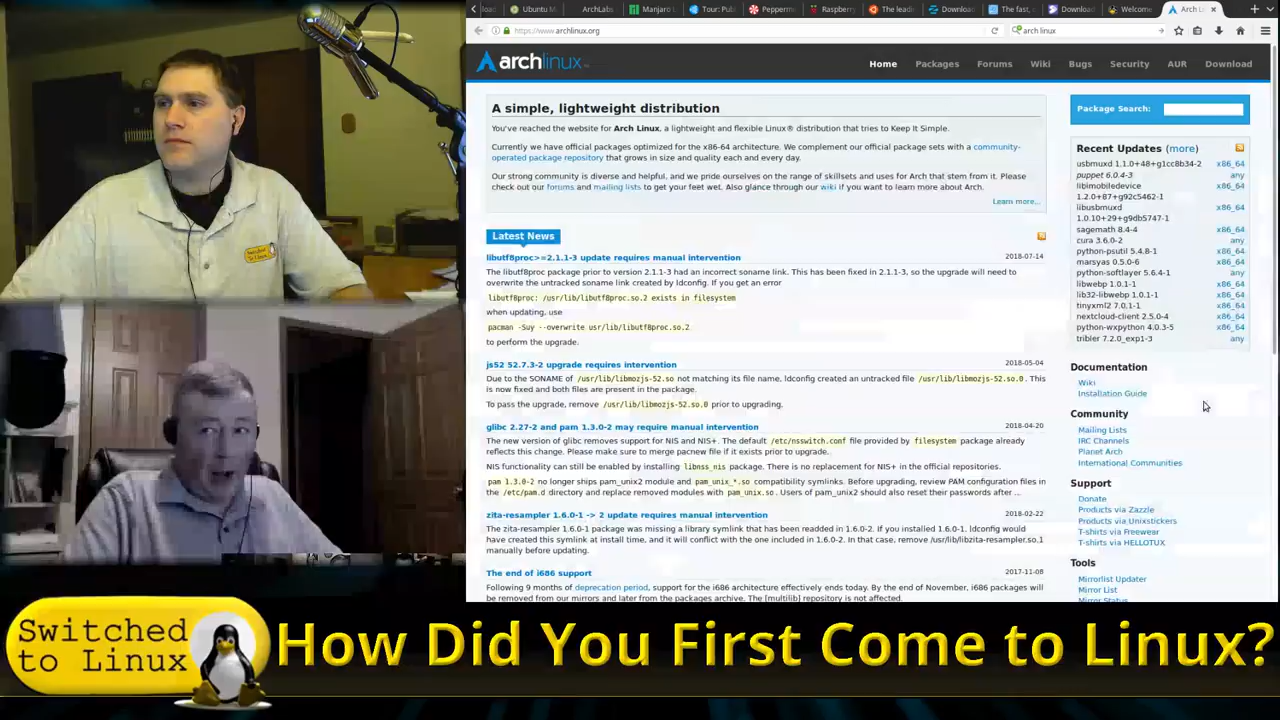 Ubuntu M
ArchLabs
Manjaro L
Tour: Pu
Pepperm
Raspberr
The leadi
Downloa
The fast,
Download
Welcome
Arch Li
https://www.archlinux.org
arch linux
archlinux
Home Packages Forums Wiki Bugs Security AUR Download
A simple, lightweight distribution
You've reached the website for Arch Linux, a lightweight and flexible Linux® distribution that tries to Keep It Simple.
Currently we have official packages optimized for the x86-64 architecture. We complement our official package sets with a community-
operated package repository that grows in size and quality each and every day.
Our strong community is diverse and helpful, and we pride ourselves on the range of skillsets and uses for Arch that stem from it. Please
check out our forums and mailing lists to get your feet wet. Also glance through our wiki if you want to learn more about Arch.
Learn more...
Latest News
libutf8proc>=2.1.1-3 update requires manual intervention 2018-07-14
The libutf8proc package prior to version 2.1.1-3 had an incorrect soname link. This has been fixed in 2.1.1-3, so the upgrade will need to
overwrite the untracked soname link created by ldconfig. If you get an error
libutf8proc: /usr/lib/libutf8proc.so.2 exists in filesystem
when updating, use
pacman -Suy --overwrite usr/lib/libutf8proc.so.2
to perform the upgrade.
js52 52.7.3-2 upgrade requires intervention 2018-05-04
Due to the SONAME of /usr/lib/libmozjs-52.so not matching its file name, ldconfig created an untracked file /usr/lib/libmozjs-52.so.0. This
is now fixed and both files are present in the package.
To pass the upgrade, remove /usr/lib/libmozjs-52.so.0 prior to upgrading.
glibc 2.27-2 and pam 1.3.0-2 may require manual intervention 2018-04-20
The new version of glibc removes support for NIS and NIS+. The default /etc/nsswitch.conf file provided by filesystem package already
reflects this change. Please make sure to merge pacnew file if it exists prior to upgrade.
NIS functionality can still be enabled by installing libnss_nis package. There is no replacement for NIS+ in the official repositories.
pam 1.3.0-2 no longer ships pam_unix2 module and pam_unix_*.so compatibility symlinks. Before upgrading, review PAM configuration files in
the /etc/pam.d directory and replace removed modules with pam_unix.so. Users of pam_unix2 should also reset their passwords after ...
zita-resampler 1.6.0-1 -> 2 update requires manual intervention 2018-02-22
The zita-resampler 1.6.0-1 package was missing a library symlink that has been readded in 1.6.0-2. If you installed 1.6.0-1, ldconfig would
have created this symlink at install time, and it will conflict with the one included in 1.6.0-2. In that case, remove /usr/lib/libzita-resampler.so.1
manually before updating.
The end of i686 support 2017-11-08
Following 9 months of deprecation period, support for the i686 architecture effectively ends today. By the end of November, i686 packages will
be removed from our mirrors and later from the packages archive. The [multilib] repository is not affected.
Package Search:
Recent Updates (more)
usbmuxd 1.1.0+48+g1cc8b34-2 x86_64
puppet 6.0.4-3 any
libimobiledevice x86_64
1.2.0+87+g92c5462-1
libusbmuxd x86_64
1.0.10+29+g9db5747-1
sagemath 8.4-4 x86_64
cura 3.6.0-2 any
python-psutil 5.4.8-1 x86_64
marsyas 0.5.0-6 x86_64
python-softlayer 5.6.4-1 any
libwebp 1.0.1-1 x86_64
lib32-libwebp 1.0.1-1 x86_64
tinyxml2 7.0.1-1 x86_64
nextcloud-client 2.5.0-4 x86_64
python-wxpython 4.0.3-5 x86_64
tribler 7.2.0_exp1-3 any
Documentation
Wiki
Installation Guide
Community
Mailing Lists
IRC Channels
Planet Arch
International Communities
Support
Donate
Products via Zazzle
Products via Unixstickers
T-shirts via Freewear
T-shirts via HELLOTUX
Tools
Mirrorlist Updater
Mirror List
Mirror Status
Switched
to Linux
How Did You First Come to Linux?